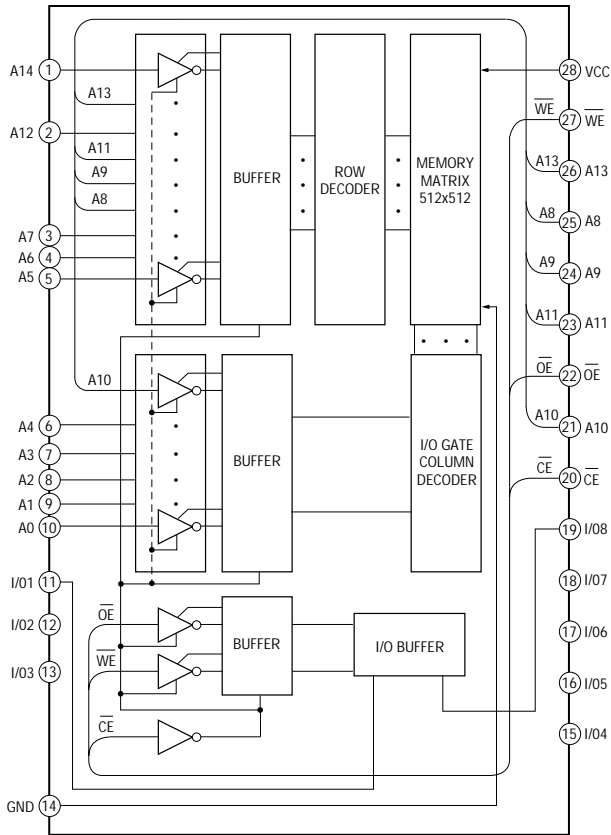 A14 1
A13
A12 2
A11
A9
A8
A7 3
A6 4
A5 5
BUFFER
ROW
DECODER
MEMORY
MATRIX
512x512
28 VCC
WE 27 WE
A13 26 A13
A8 25 A8
A9 24 A9
A11 23 A11
OE 22 OE
A10 21 A10
CE 20 CE
19 I/08
18 I/07
17 I/06
16 I/05
15 I/04
A10
A4 6
A3 7
A2 8
A1 9
A0 10
BUFFER
I/O GATE
COLUMN
DECODER
I/01 11
I/02 12
I/03 13
OE
WE
CE
BUFFER
I/O BUFFER
GND 14